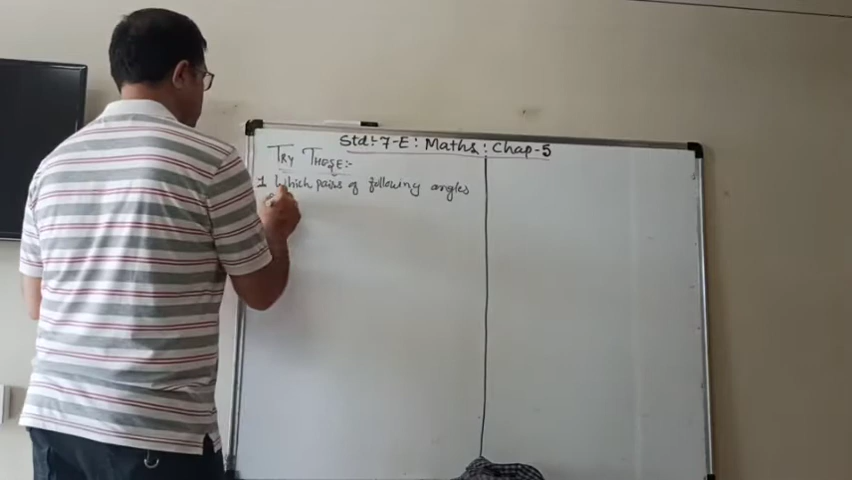 Std:-7-E: Maths: Chap-5
TRY THESE:-
1 Which pairs of following angles